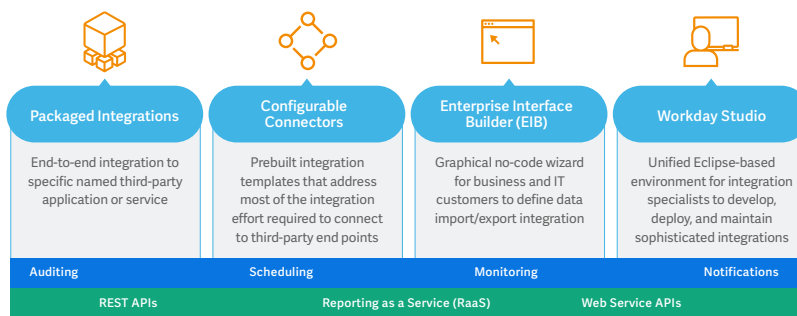 Packaged Integrations
End-to-end integration to
specific named third-party
application or service
Configurable
Connectors
Prebuilt integration
templates that address
most of the integration
effort required to connect
to third-party end points
Enterprise Interface
Builder (EIB)
Graphical no-code wizard
for business and IT
customers to define data
import/export integration
Workday Studio
Unified Eclipse-based
environment for integration
specialists to develop,
deploy, and maintain
sophisticated integrations
Auditing Scheduling Monitoring Notifications
REST APIs Reporting as a Service (RaaS) Web Service APIs